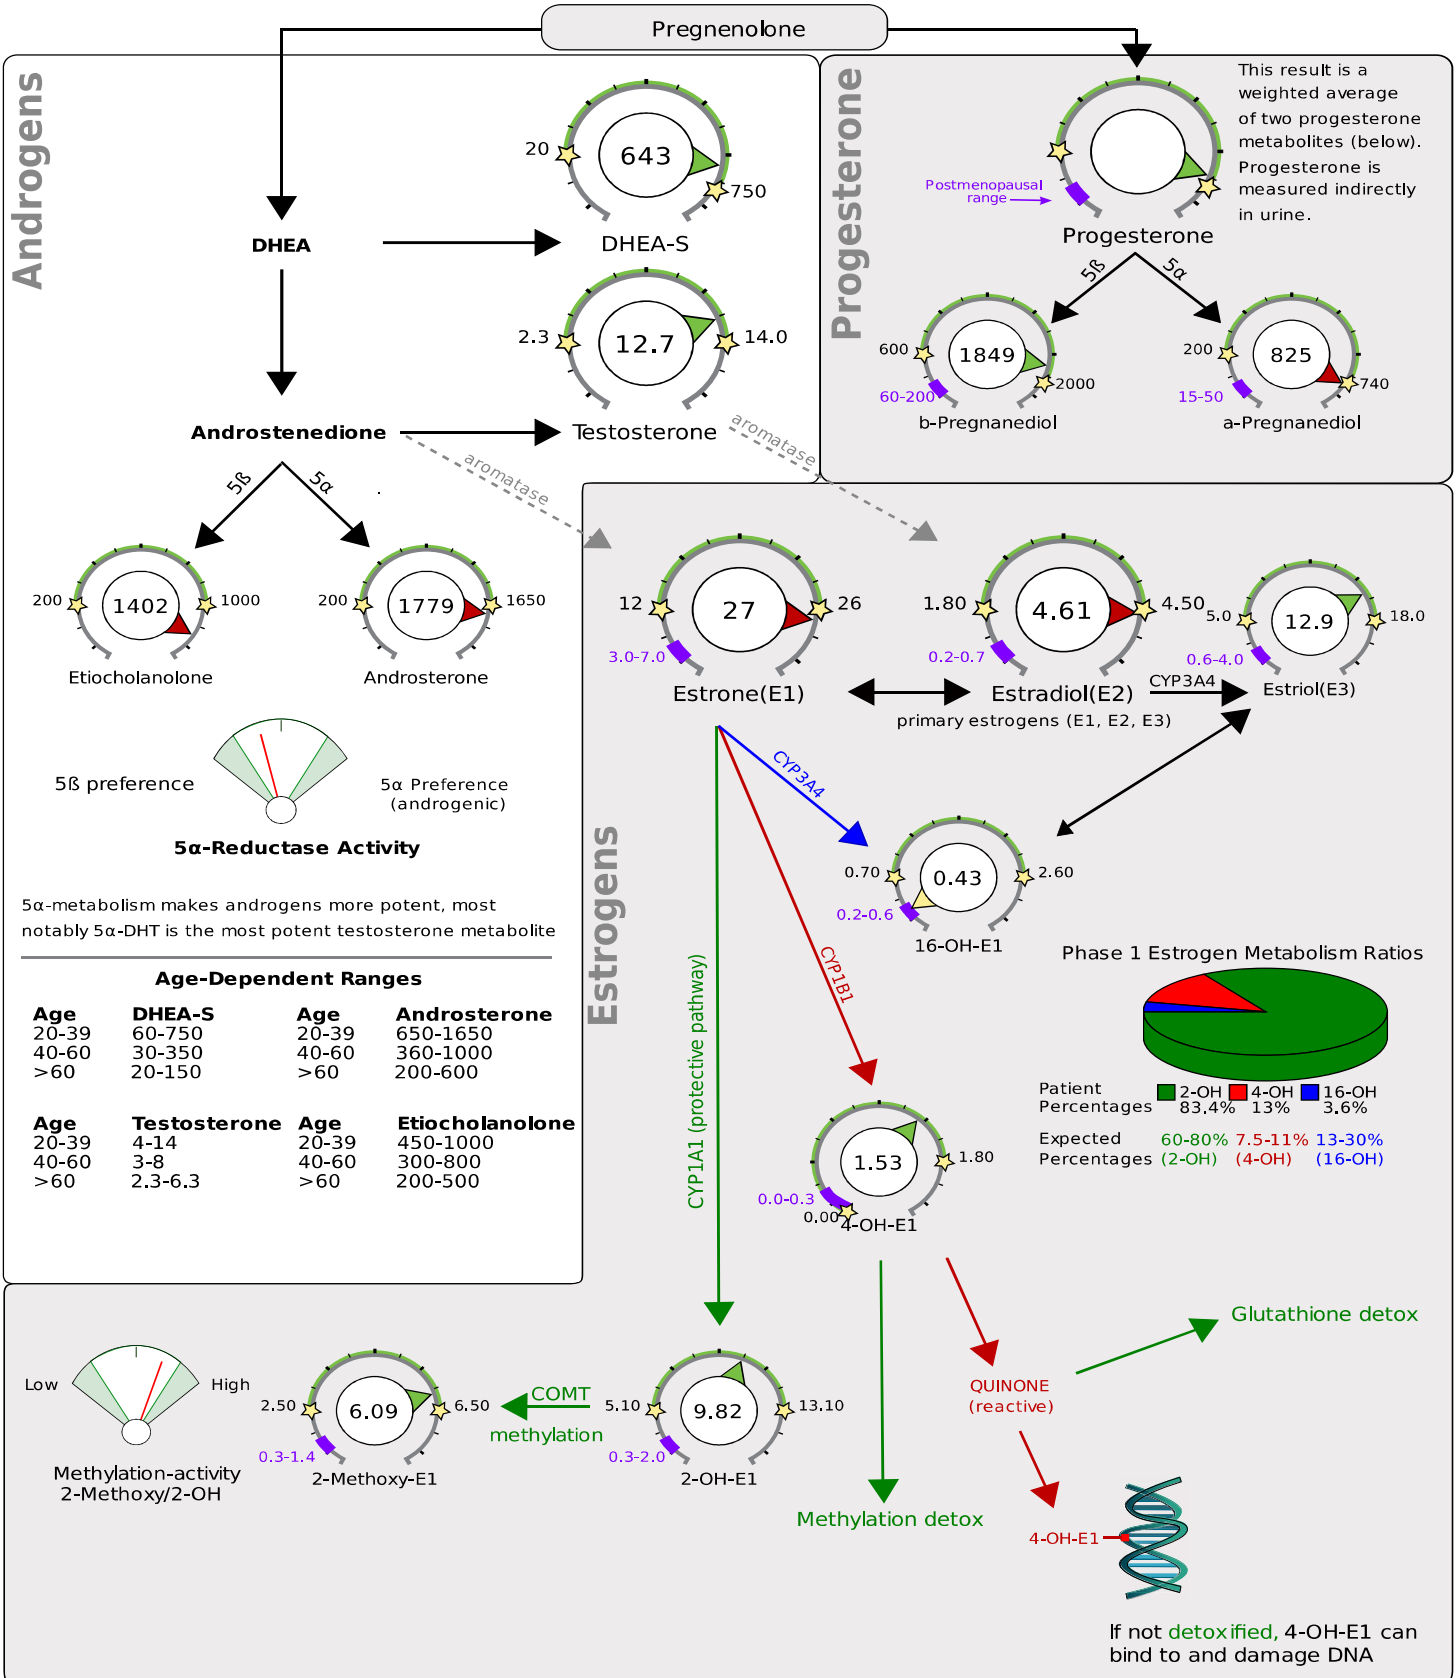 Pregnenolone
Androgens
20
643
750
DHEA-S
DHEA
2.3
12.7
14.0
Testosterone
Androstenedione
aromatase
aromatase
5ß
5α
200
1402
1000
Etiocholanolone
200
1779
1650
Androsterone
5ß preference
5α Preference
(androgenic)
5α-Reductase Activity
5α-metabolism makes androgens more potent, most
notably 5α-DHT is the most potent testosterone metabolite
Age-Dependent Ranges
Age DHEA-S Age Androsterone
20-39 60-750 20-39 650-1650
40-60 30-350 40-60 360-1000
>60 20-150 >60 200-600
Age Testosterone Age Etiocholanolone
20-39 4-14 20-39 450-1000
40-60 3-8 40-60 300-800
>60 2.3-6.3 >60 200-500
Progesterone
This result is a
weighted average
of two progesterone
metabolites (below).
Progesterone is
measured indirectly
in urine.
Postmenopausal
range
Progesterone
5ß
5α
600
1849
2000
60-200
b-Pregnanediol
200
825
740
15-50
a-Pregnanediol
Estrogens
12
27
26
3.0-7.0
Estrone(E1)
1.80
4.61
4.50
0.2-0.7
Estradiol(E2)
5.0
12.9
18.0
0.6-4.0
Estriol(E3)
CYP3A4
primary estrogens (E1, E2, E3)
CYP3A4
CYP1B1
CYP1A1 (protective pathway)
0.70
0.43
2.60
0.2-0.6
16-OH-E1
Phase 1 Estrogen Metabolism Ratios
Patient 2-OH 4-OH 16-OH
Percentages 83.4% 13% 3.6%
Expected 60-80% 7.5-11% 13-30%
Percentages (2-OH) (4-OH) (16-OH)
1.53
1.80
0.0-0.3
0.00
4-OH-E1
Low
High
Methylation-activity
2-Methoxy/2-OH
2.50
6.09
6.50
0.3-1.4
2-Methoxy-E1
COMT
methylation
5.10
9.82
13.10
0.3-2.0
2-OH-E1
Glutathione detox
QUINONE
(reactive)
Methylation detox
4-OH-E1
If not detoxified, 4-OH-E1 can
bind to and damage DNA